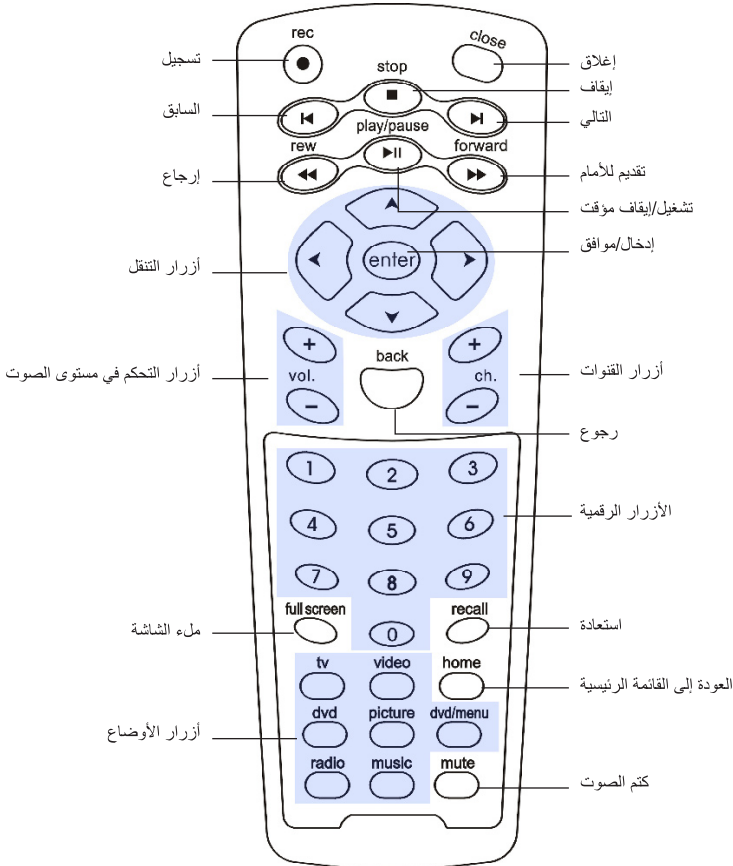 rec
close
تسجيل
إغلاق
stop
إيقاف
السابق
التالي
play/pause
rew
forward
إرجاع
تقديم للأمام
تشغيل/إيقاف مؤقت
إدخال/موافق
enter
أزرار التنقل
+
+
back
أزرار التحكم في مستوى الصوت
vol.
ch.
أزرار القنوات
–
–
رجوع
1
2
3
4
5
6
الأزرار الرقمية
7
8
9
full screen
recall
ملء الشاشة
0
استعادة
tv
video
home
العودة إلى القائمة الرئيسية
dvd
picture
dvd/menu
أزرار الأوضاع
radio
music
mute
كتم الصوت